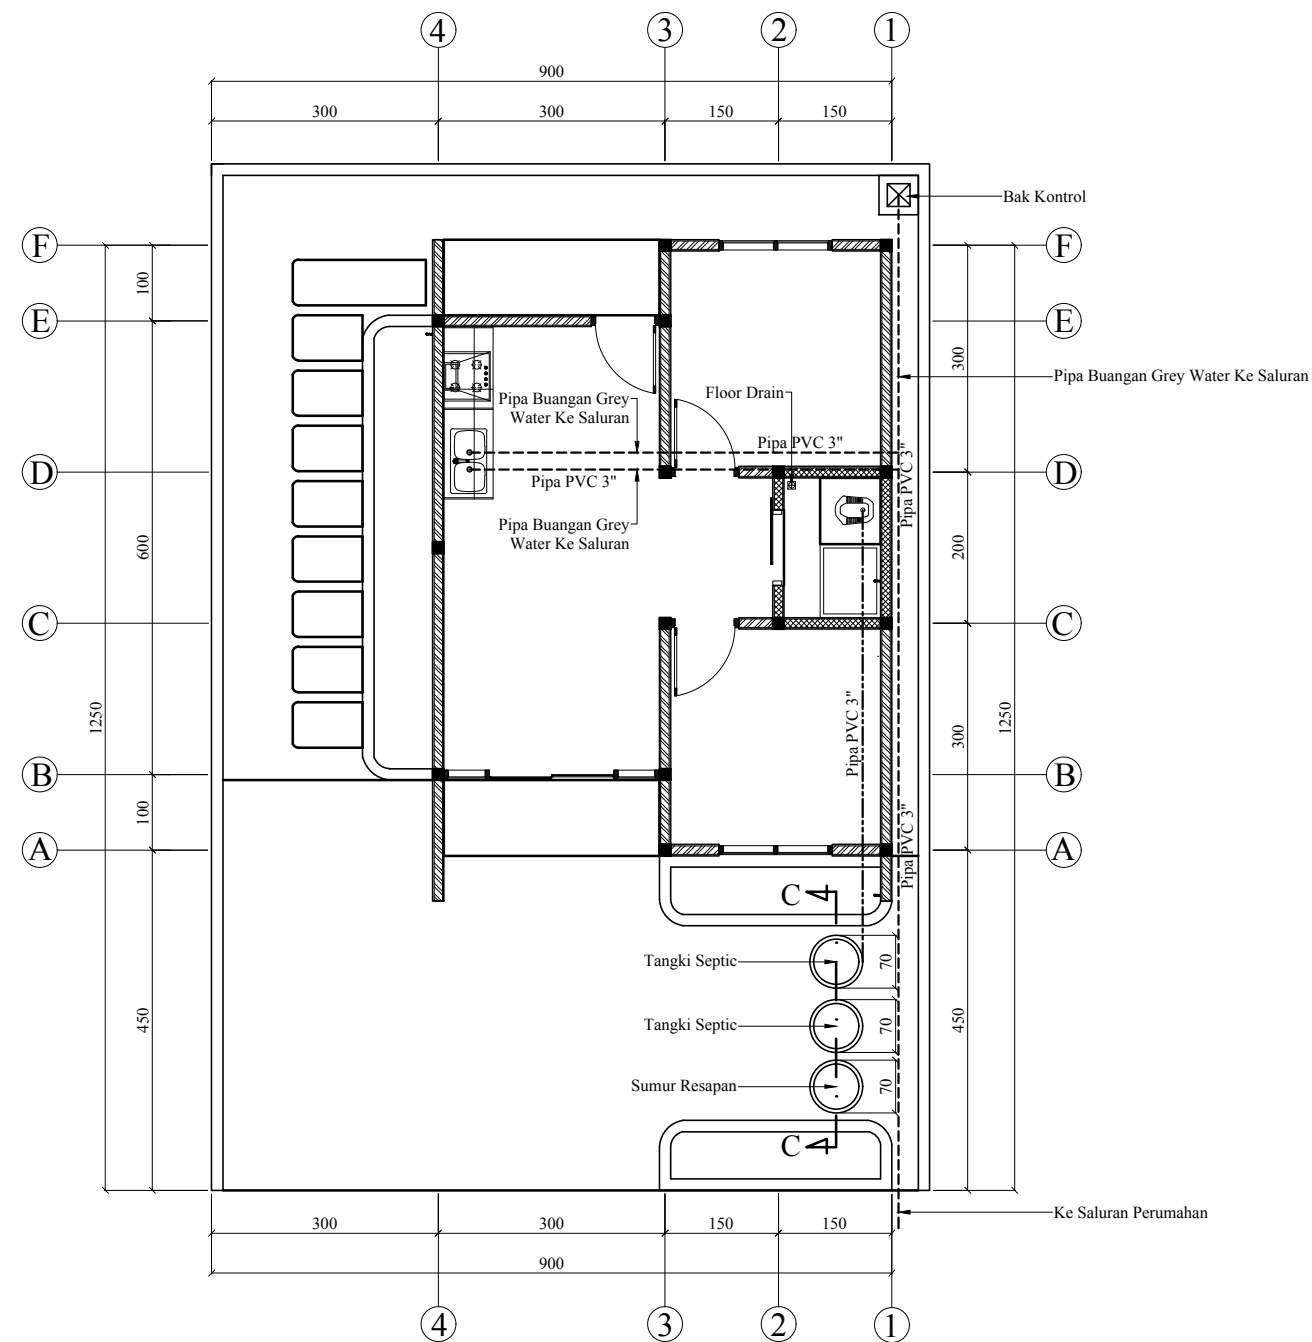 4
3
2
1
900
300
300
150
150
Bak Kontrol
F
F
100
E
E
300
Pipa Buangan Grey Water Ke Saluran
Floor Drain
Pipa Buangan Grey
Water Ke Saluran
Pipa PVC 3"
Pipa PVC 3"
D
D
Pipa PVC 3"
Pipa Buangan Grey
Water Ke Saluran
600
200
C
C
1250
Pipa PVC 3"
300
1250
B
B
100
Pipa PVC 3"
A
A
C
Tangki Septic
70
450
Tangki Septic
70
450
Sumur Resapan
70
C
Ke Saluran Perumahan
300
300
150
150
900
4
3
2
1